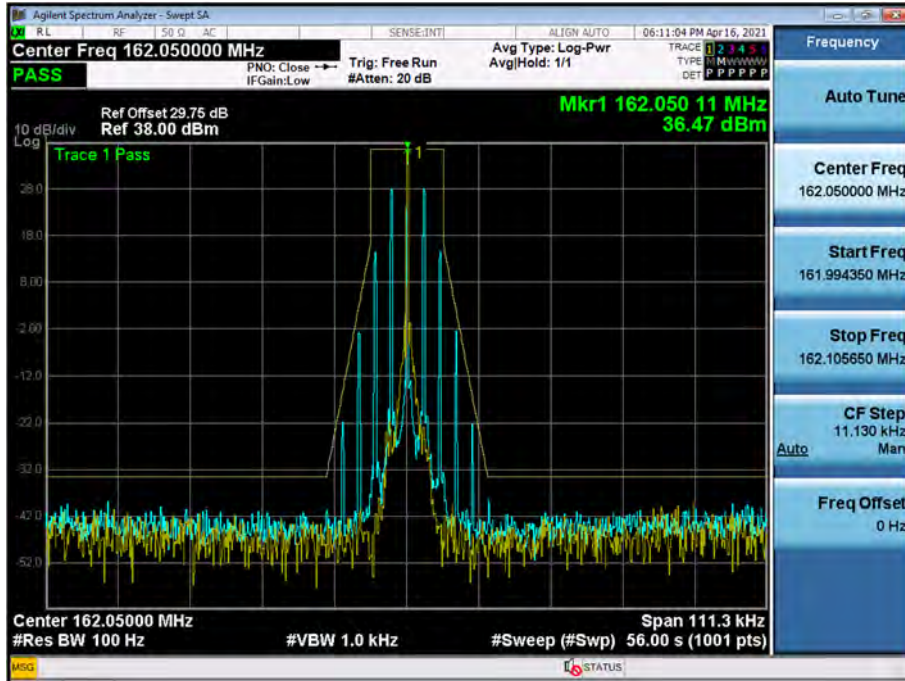 Agilent Spectrum Analyzer - Swept SA
RL RF 50 Ω AC SENSE:INT ALIGN AUTO 06:11:04 PM Apr 16, 2021
Center Freq 162.050000 MHz
PASS
PNO: Close
IFGain:Low
Trig: Free Run
#Atten: 20 dB
Avg Type: Log-Pwr
Avg|Hold: 1/1
TRACE 1 2 3 4 5
TYPE
DET P P P P P P
Ref Offset 29.75 dB
10 dB/div Ref 38.00 dBm
Log
Mkr1 162.050 11 MHz
36.47 dBm
Trace 1 Pass
1
28.0
18.0
8.00
-2.00
-12.0
-22.0
-32.0
-42.0
-52.0
Center 162.05000 MHz Span 111.3 kHz
#Res BW 100 Hz #VBW 1.0 kHz #Sweep (#Swp) 56.00 s (1001 pts)
MSG STATUS
Frequency
Auto Tune
Center Freq
162.050000 MHz
Start Freq
161.994350 MHz
Stop Freq
162.105650 MHz
CF Step
11.130 kHz
Auto Man
Freq Offset
0 Hz